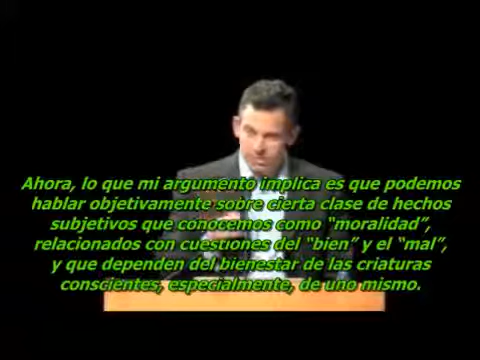 Ahora, lo que mi argumento implica es que podemos
hablar objetivamente sobre cierta clase de hechos
subjetivos que conocemos como “moralidad”,
relacionados con cuestiones del “bien” y el “mal”,
y que dependen del bienestar de las criaturas
conscientes, especialmente, de uno mismo.